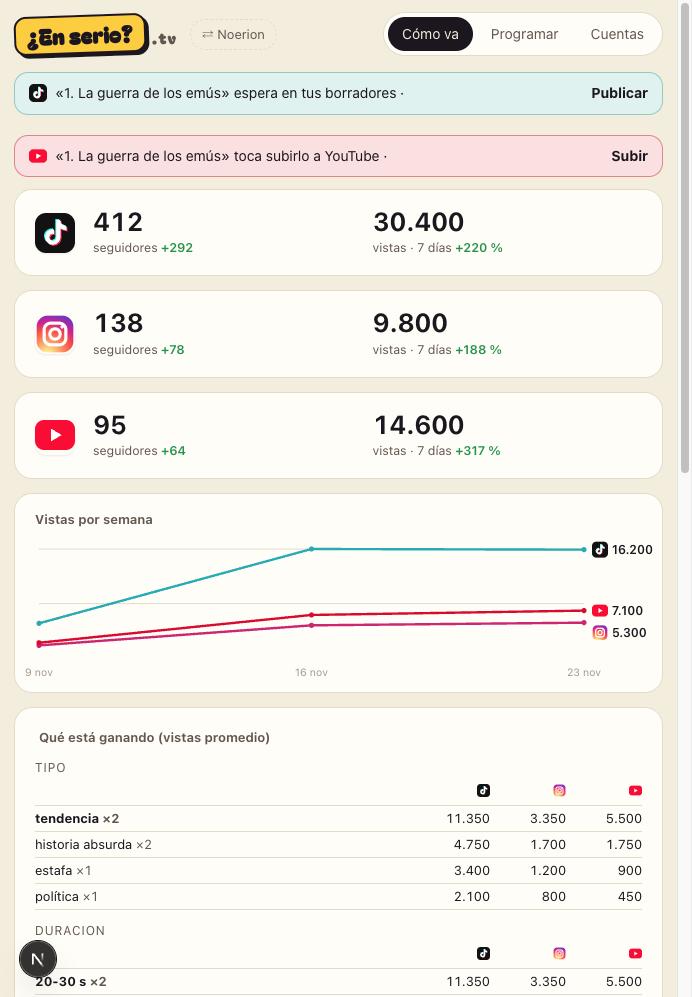 ¿En serio? .tv
⇄ Noerion
Cómo va Programar Cuentas
«1. La guerra de los emús» espera en tus borradores · Publicar
«1. La guerra de los emús» toca subirlo a YouTube · Subir
412 30.400
seguidores +292 vistas · 7 días +220 %
138 9.800
seguidores +78 vistas · 7 días +188 %
95 14.600
seguidores +64 vistas · 7 días +317 %
Vistas por semana
16.200
7.100
5.300
9 nov 16 nov 23 nov
Qué está ganando (vistas promedio)
TIPO
tendencia ×2 11.350 3.350 5.500
historia absurda ×2 4.750 1.700 1.750
estafa ×1 3.400 1.200 900
política ×1 2.100 800 450
DURACION
N
20-30 s ×2 11.350 3.350 5.500